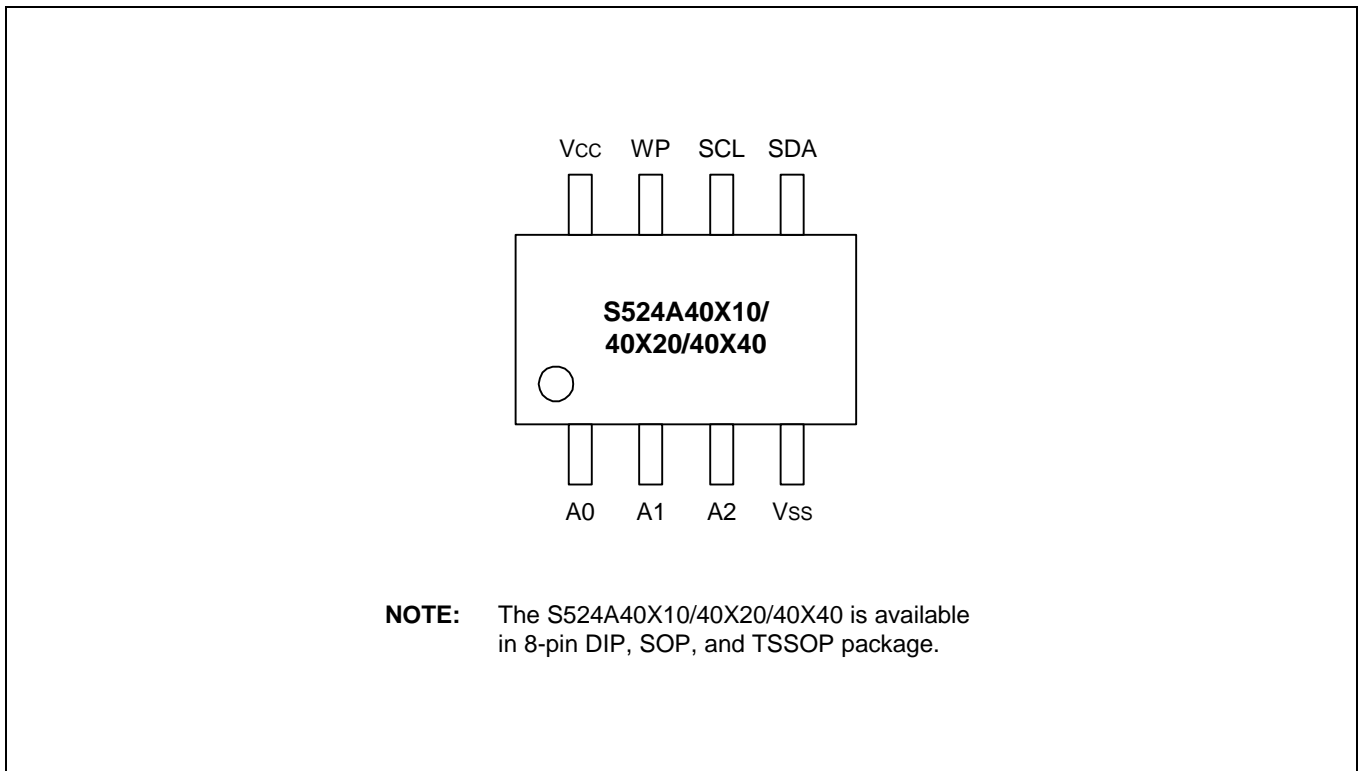 Vcc WP SCL SDA
S524A40X10/
40X20/40X40
A0 A1 A2 Vss
NOTE: The S524A40X10/40X20/40X40 is available
in 8-pin DIP, SOP, and TSSOP package.